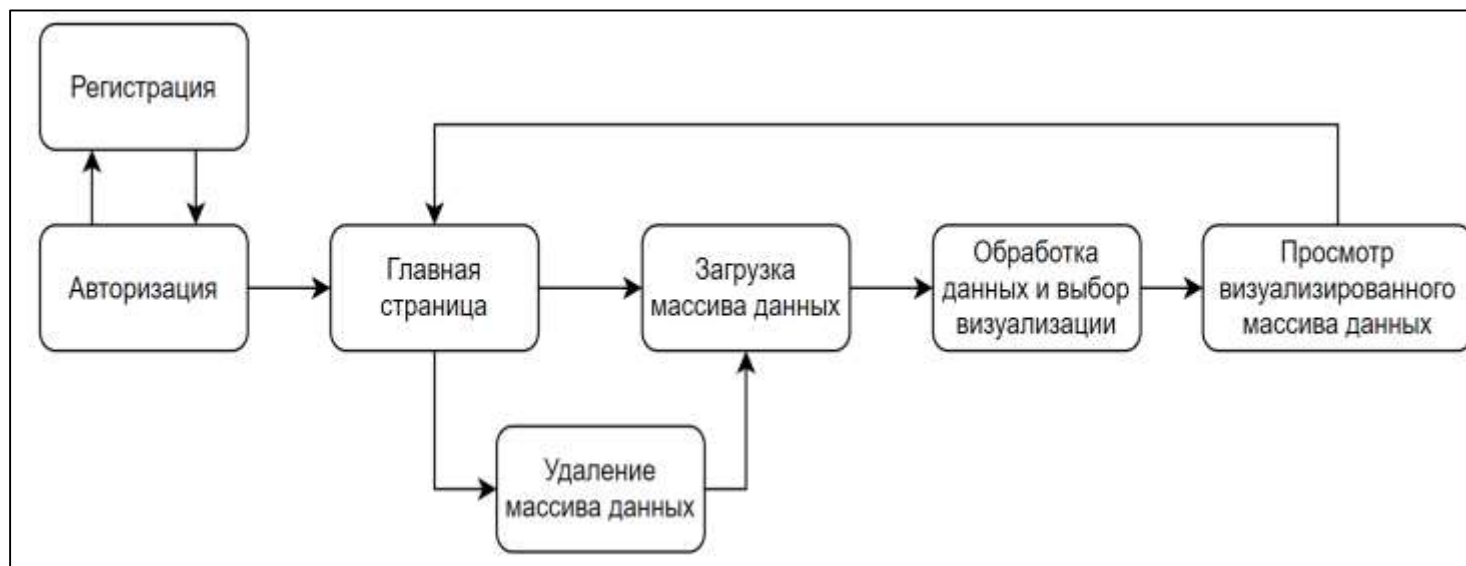 Регистрация
Авторизация
Главная
страница
Загрузка
массива данных
Обработка
данных и выбор
визуализации
Просмотр
визуализированного
массива данных
Удаление
массива данных